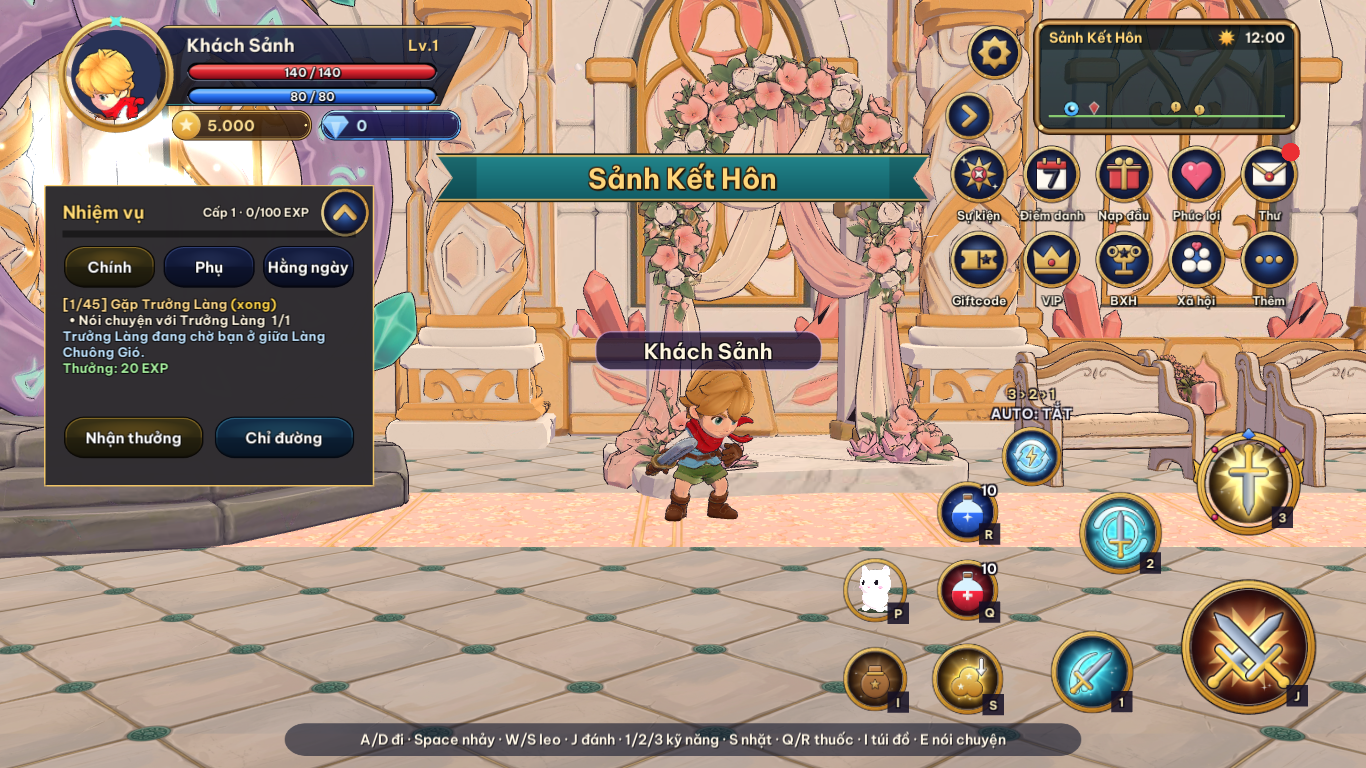 Khách Sảnh
Lv.1
140 / 140
80 / 80
5.000
0
Sảnh Kết Hôn
12:00
Sảnh Kết Hôn
7
Sự kiện
Điểm danh
Nạp đầu
Phúc lợi
Thư
Giftcode
VIP
BXH
Xã hội
Thêm
Nhiệm vụ
Cấp 1 · 0/100 EXP
Chính
Phụ
Hằng ngày
[1/45] Gặp Trưởng Làng (xong)
• Nói chuyện với Trưởng Làng 1/1
Trưởng Làng đang chờ bạn ở giữa Làng
Chuông Gió.
Thưởng: 20 EXP
Nhận thưởng
Chỉ đường
Khách Sảnh
3›2›1
AUTO: TẮT
10
R
3
2
10
P
Q
I
S
1
J
A/D đi · Space nhảy · W/S leo · J đánh · 1/2/3 kỹ năng · S nhặt · Q/R thuốc · I túi đồ · E nói chuyện